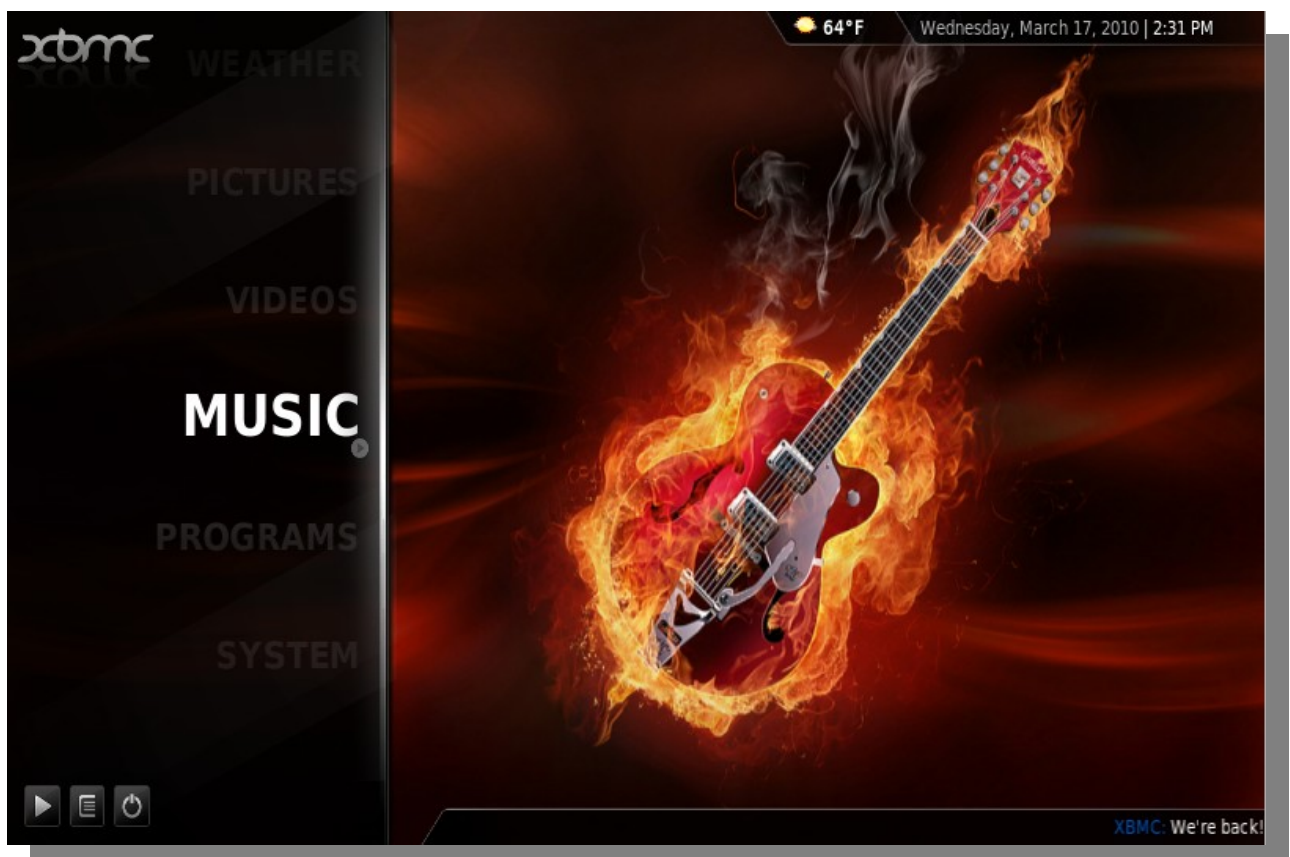 xbmc
64°F
Wednesday, March 17, 2010 | 2:31 PM
WEATHER
PICTURES
VIDEOS
MUSIC
PROGRAMS
SYSTEM
XBMC: We're back!